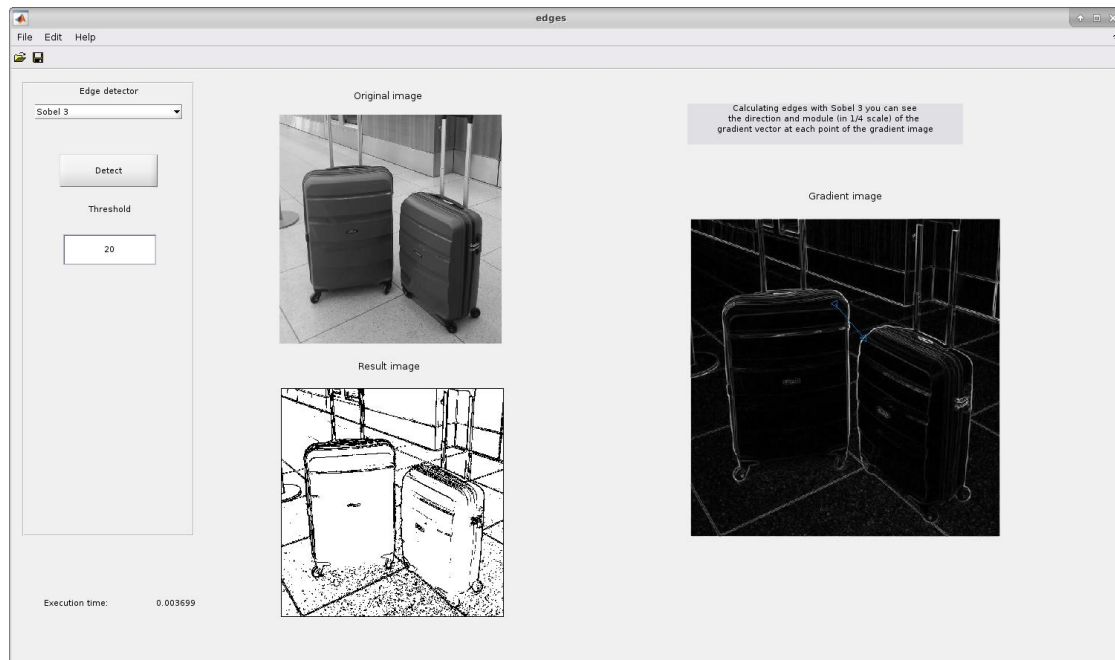 edges
File Edit Help
Edge detector
Sobel 3
Detect
Threshold
20
Execution time: 0.003699
Original image
Result image
Calculating edges with Sobel 3 you can see
the direction and module (in 1/4 scale) of the
gradient vector at each point of the gradient image
Gradient image